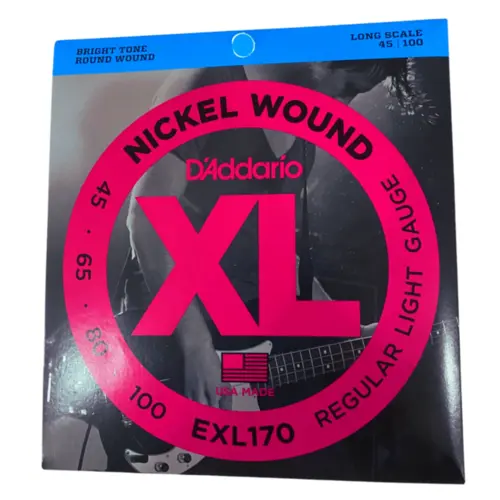 BRIGHT TONE
ROUND WOUND
LONG SCALE
45 | 100
NICKEL WOUND
D'Addario
XL
USA MADE
45 · 65 · 80 · 100
EXL170
REGULAR LIGHT GAUGE